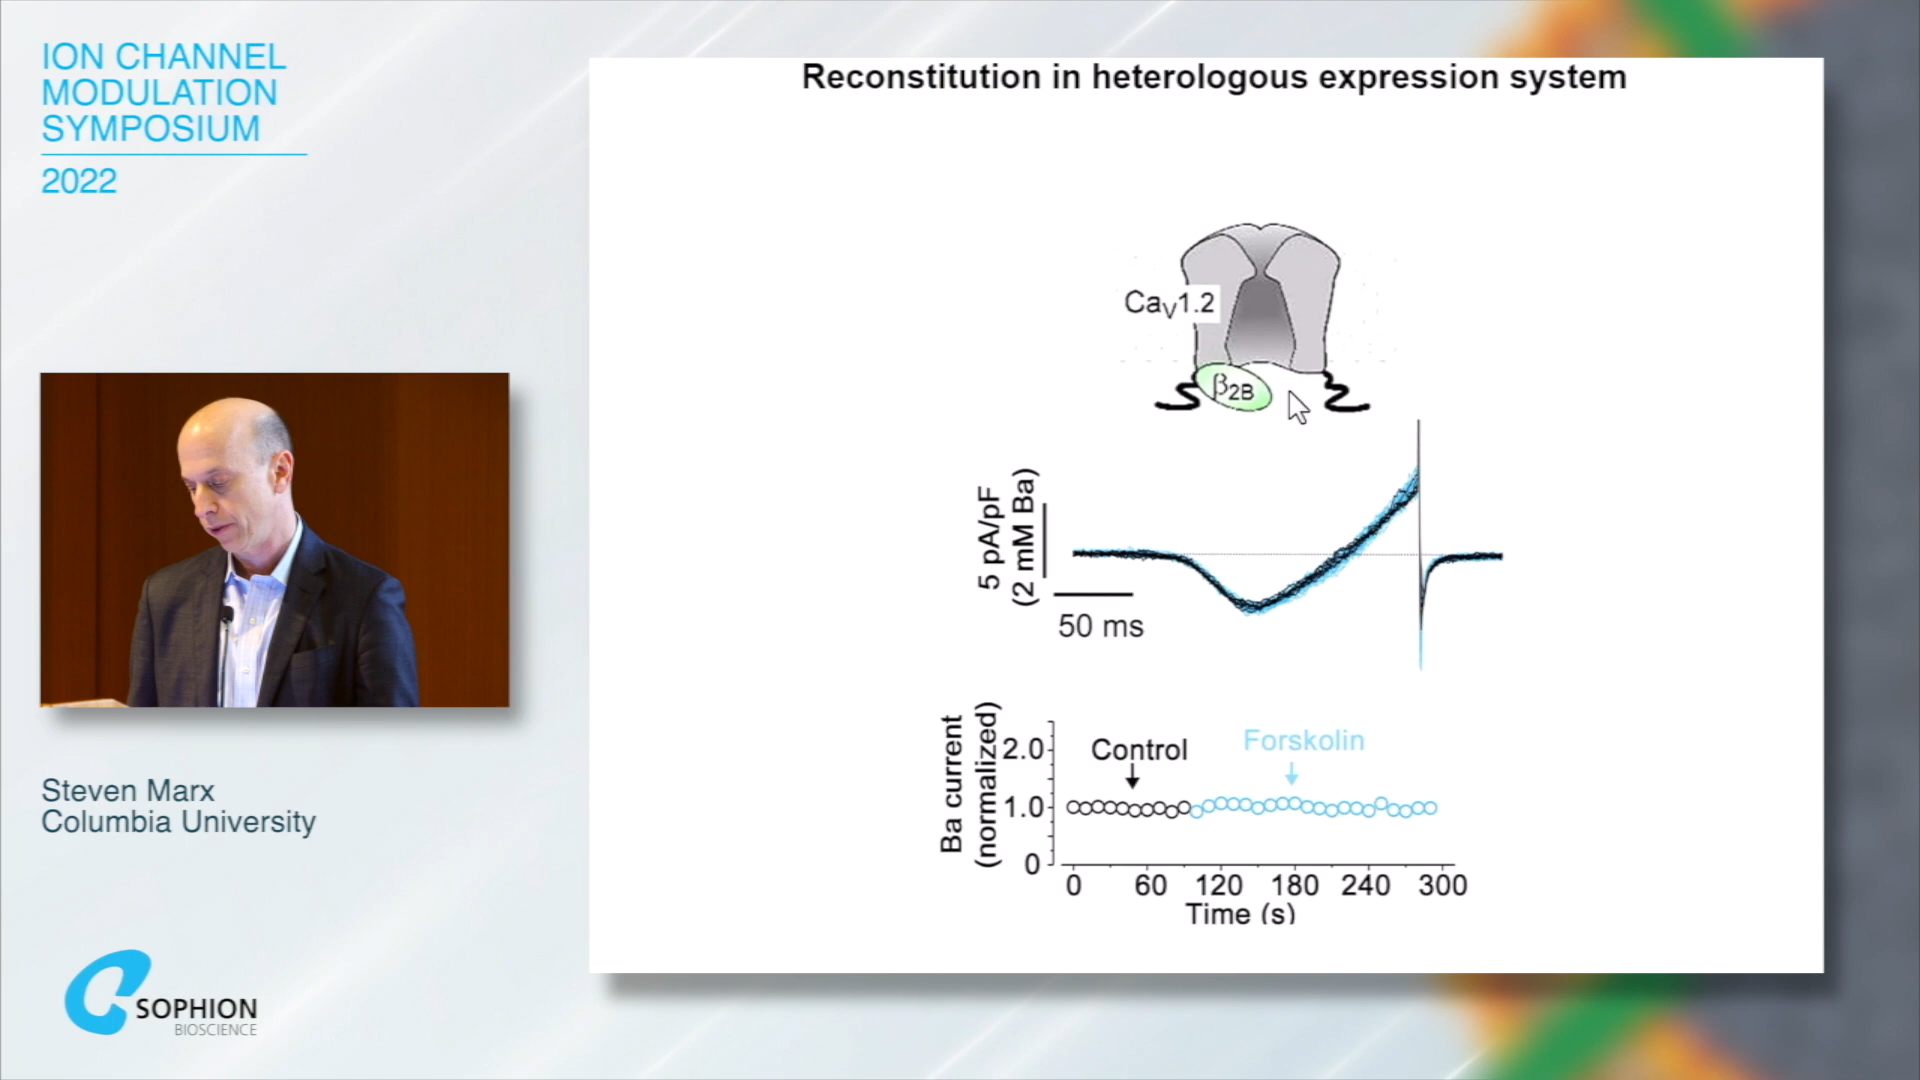 ION CHANNEL
MODULATION
SYMPOSIUM
2022
Steven Marx
Columbia University
SOPHION
BIOSCIENCE
Reconstitution in heterologous expression system
CaV1.2
β2B
5 pA/pF
(2 mM Ba)
50 ms
Ba current
(normalized)
2.0
1.0
0
Control
Forskolin
0 60 120 180 240 300
Time (s)